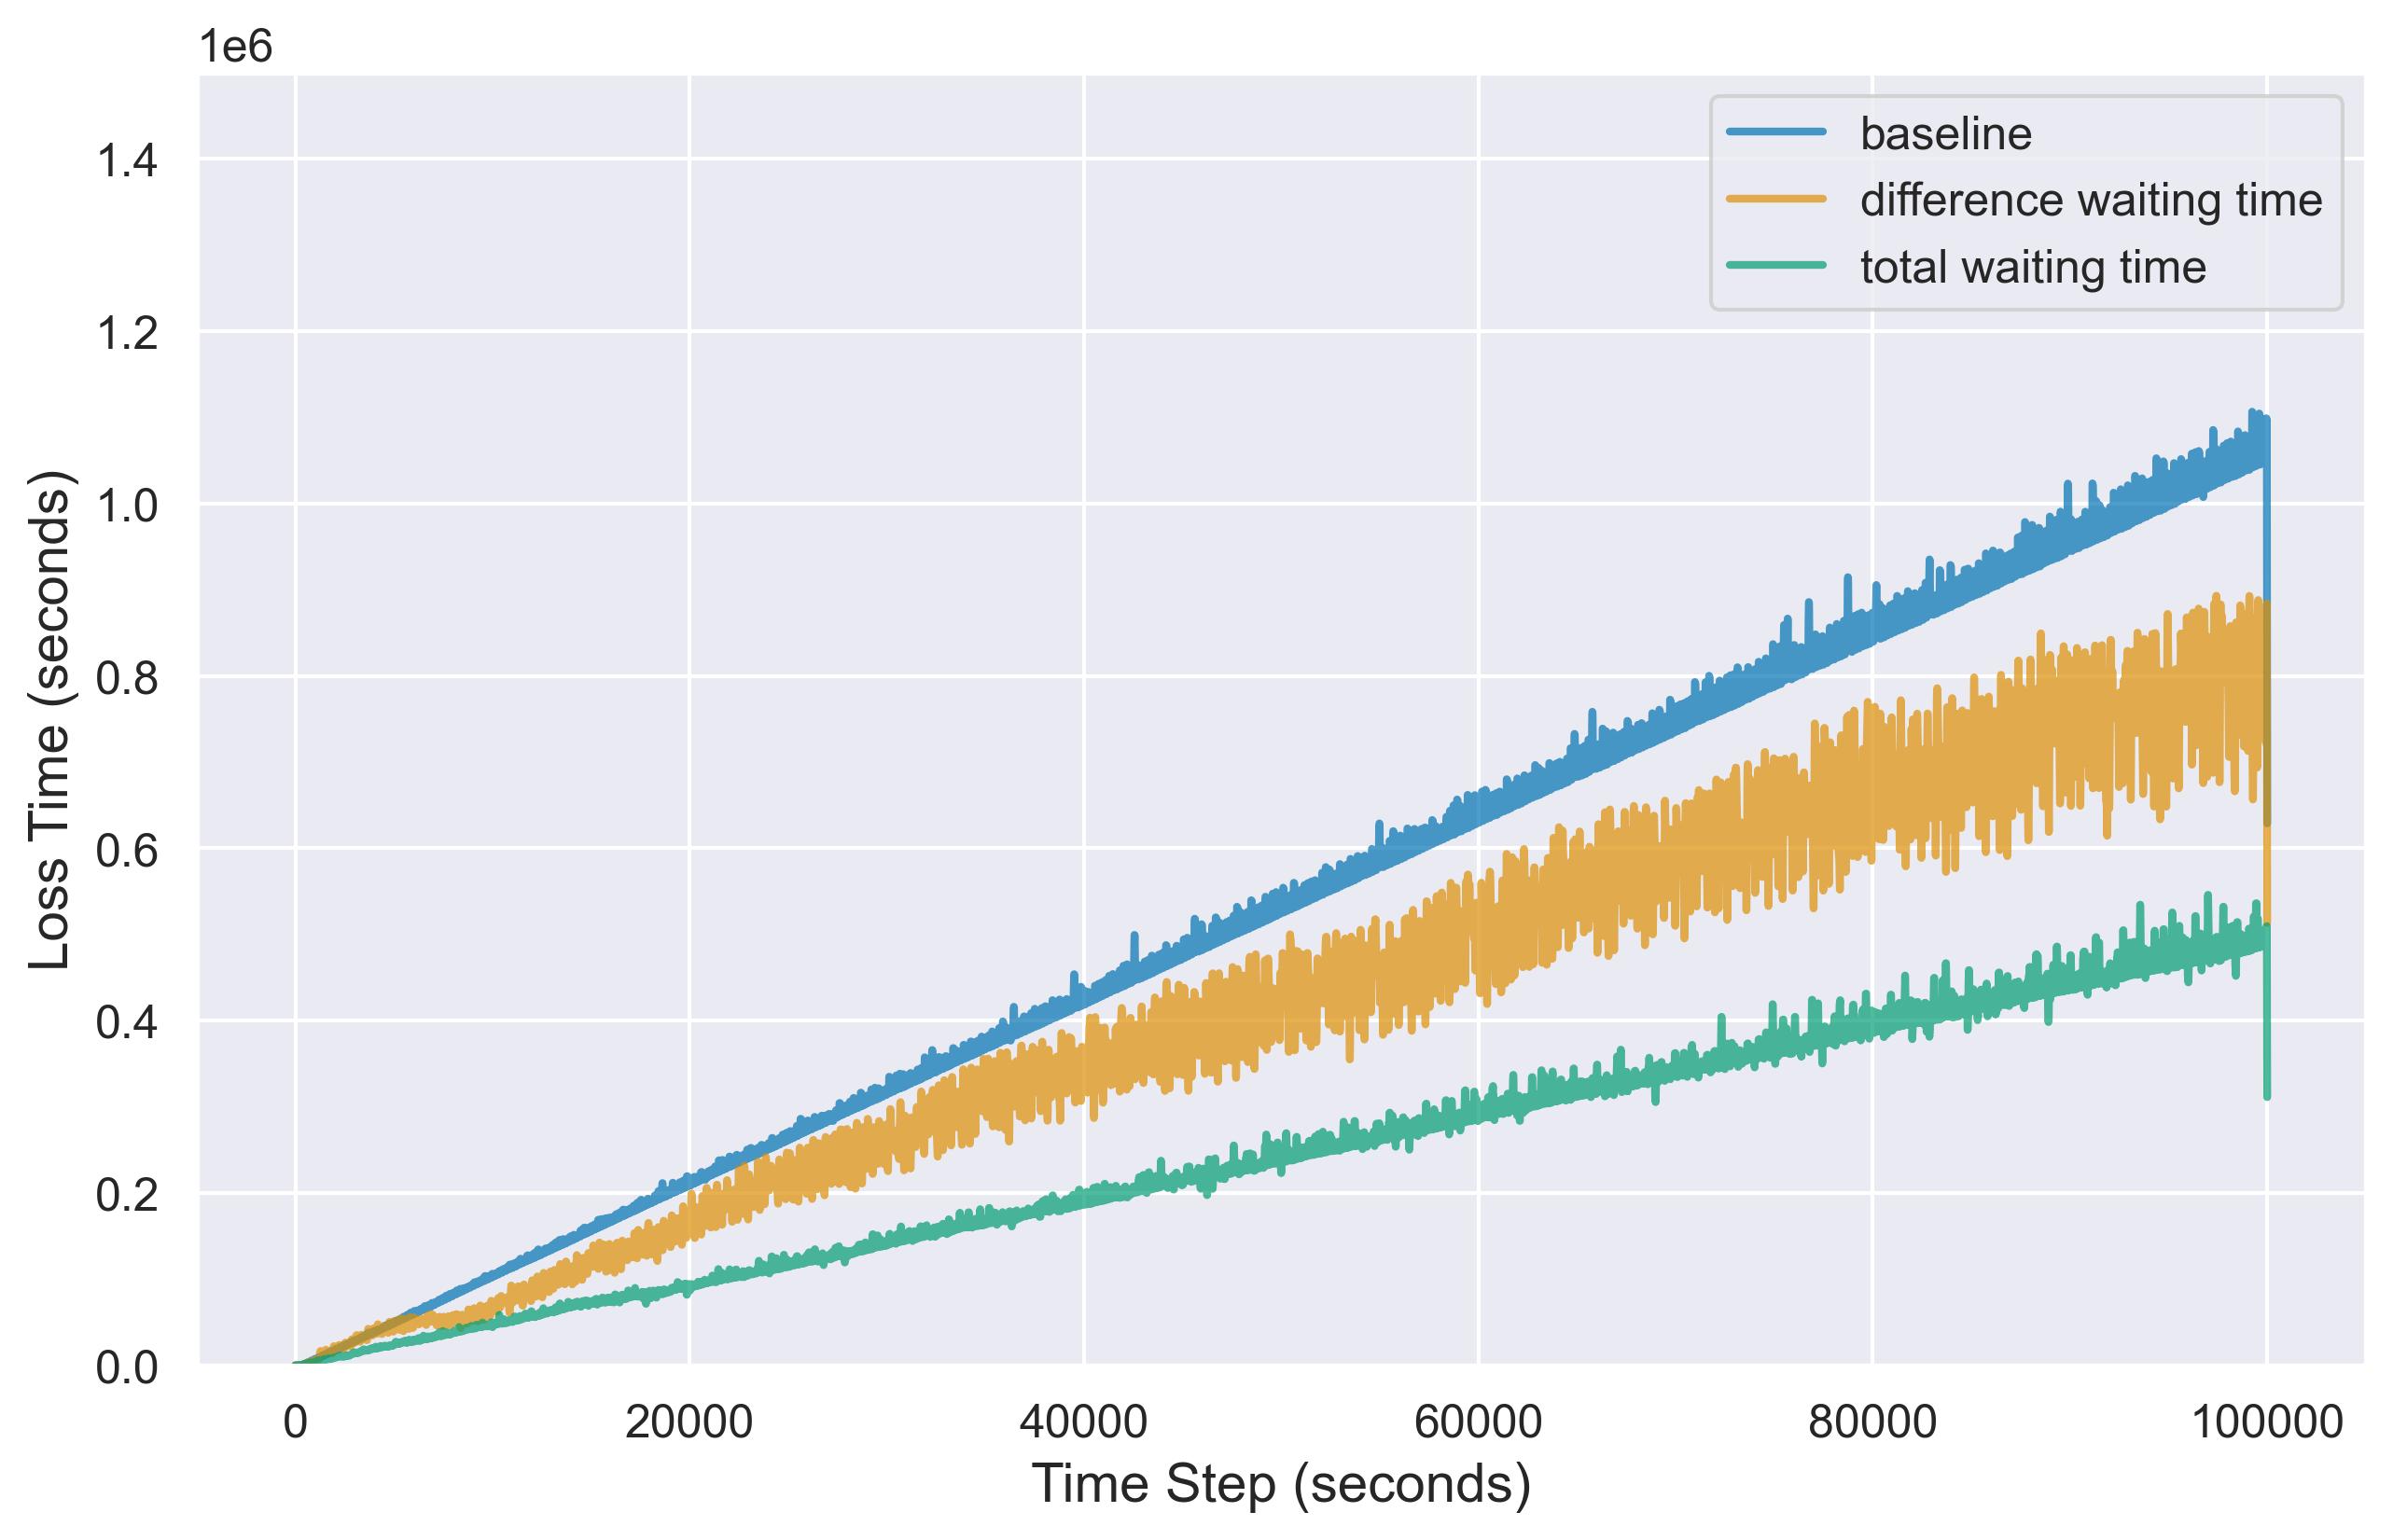 1e6
1.4
1.2
1.0
0.8
0.6
0.4
0.2
0.0
Loss Time (seconds)
baseline
difference waiting time
total waiting time
0 20000 40000 60000 80000 100000
Time Step (seconds)